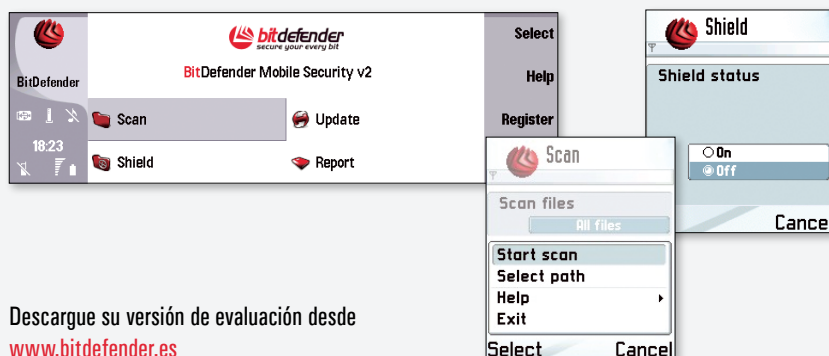 bitdefender
secure your every bit
BitDefender Mobile Security v2
BitDefender
18:23
Scan
Update
Shield
Report
Select
Help
Register
Shield
Shield status
On
Off
Cance
Scan
Scan files
All files
Start scan
Select path
Help
Exit
Select Cancel
Descargue su versión de evaluación desde
www.bitdefender.es